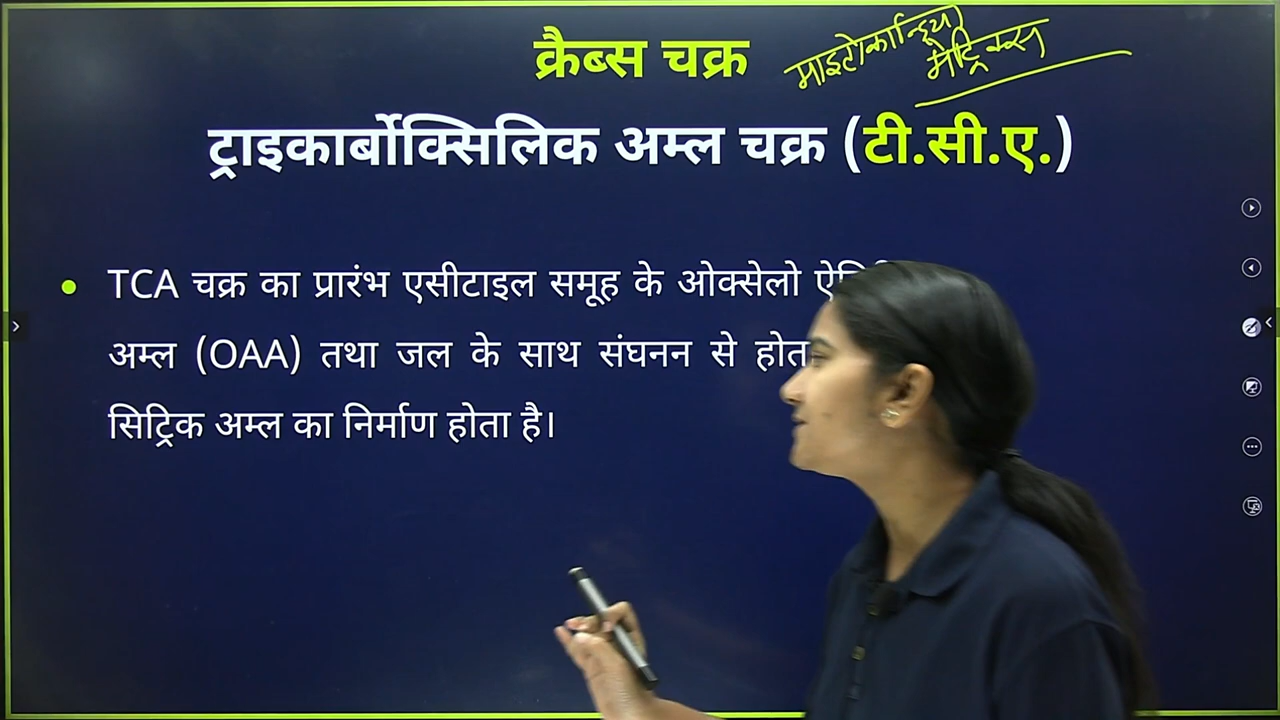 क्रैब्स चक्र
माइटोकान्ड्रिया
मैट्रिक्स
ट्राइकार्बोक्सिलिक अम्ल चक्र (टी.सी.ए.)
TCA चक्र का प्रारंभ एसीटाइल समूह के ओक्सेलो
अम्ल (OAA) तथा जल के साथ संघनन से
सिट्रिक अम्ल का निर्माण होता है।